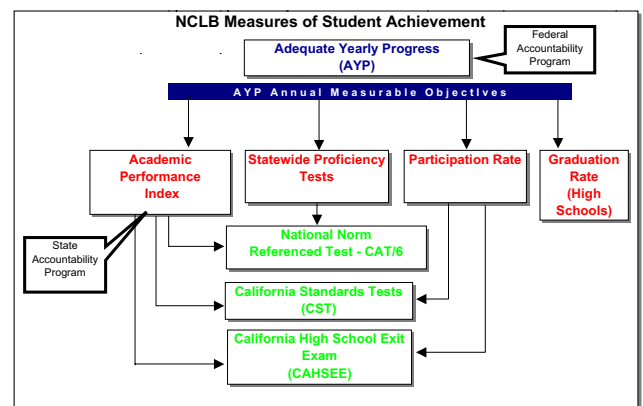 NCLB Measures of Student Achievement
Adequate Yearly Progress
(AYP)
Federal
Accountability
Program
AYP Annual Measurable ObjectIves
Academic
Performance
Index
Statewide Proficiency
Tests
Participation Rate
Graduation
Rate
(High
Schools)
State
Accountability
Program
National Norm
Referenced Test - CAT/6
California Standards Tests
(CST)
California High School Exit
Exam
(CAHSEE)